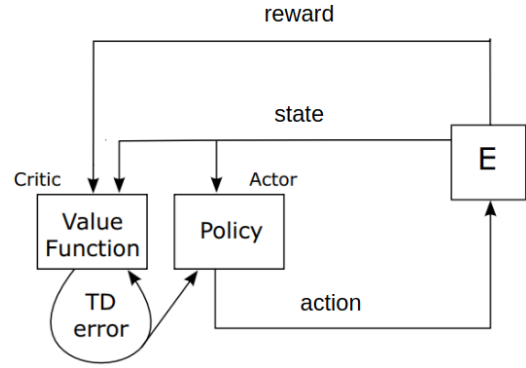 reward
state
E
Critic
Actor
Value
Function
Policy
TD
error
action